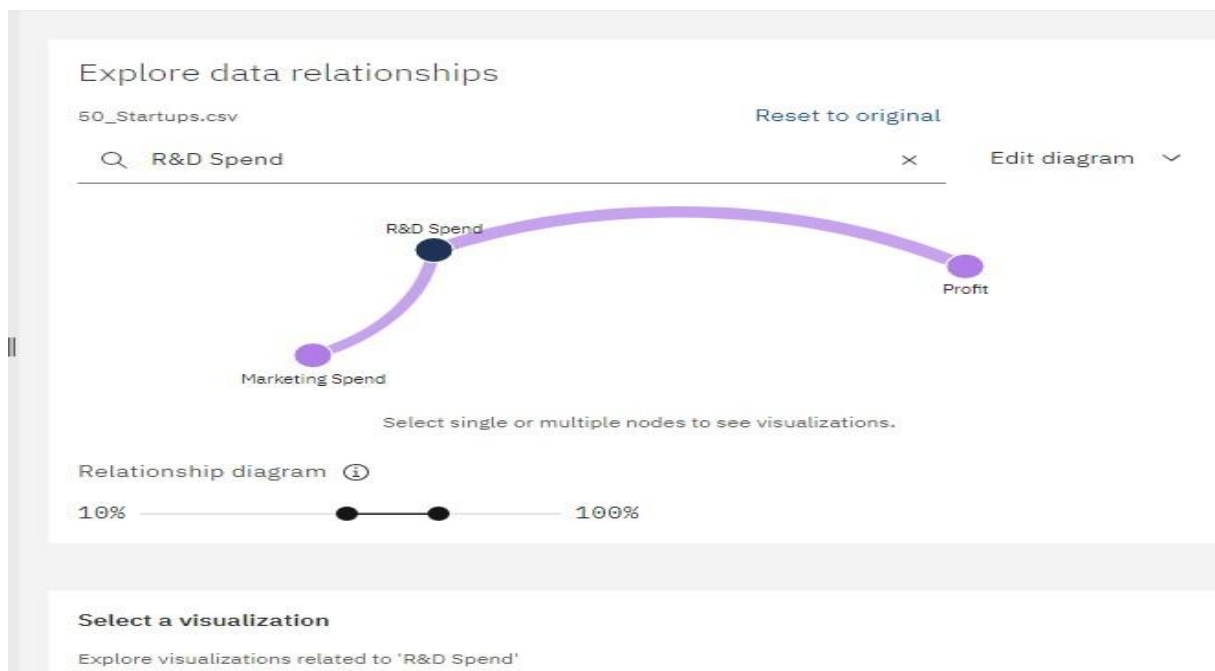 Explore data relationships
50_Startups.csv
Reset to original
R&D Spend
Edit diagram
R&D Spend
Profit
Marketing Spend
Select single or multiple nodes to see visualizations.
Relationship diagram
10%
100%
Select a visualization
Explore visualizations related to 'R&D Spend'